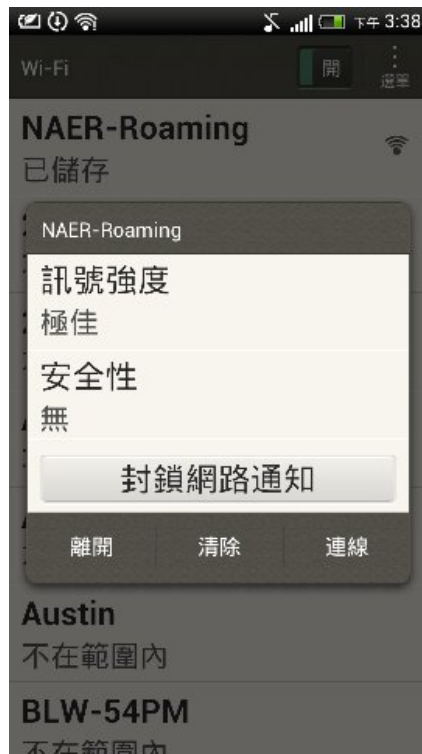 下午 3:38
Wi-Fi
開
選單
NAER-Roaming
已儲存
NAER-Roaming
訊號強度
極佳
安全性
無
封鎖網路通知
離開 清除 連線
Austin
不在範圍內
BLW-54PM
不在範圍內